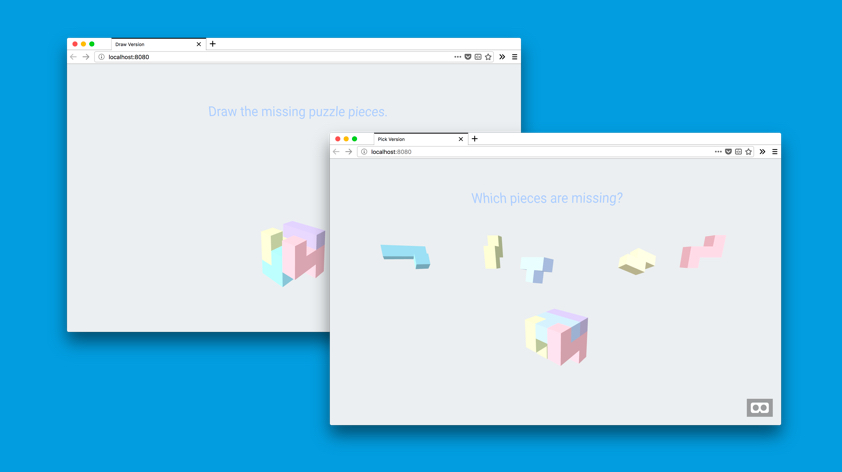 Draw Version
localhost:8080
Draw the missing puzzle pieces.
Pick Version
localhost:8080
Which pieces are missing?